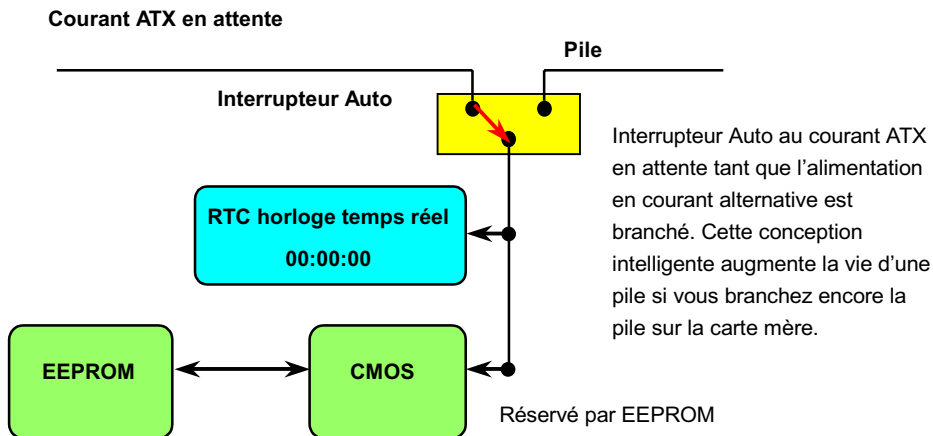 Courant ATX en attente
Pile
Interrupteur Auto
Interrupteur Auto au courant ATX
en attente tant que l'alimentation
en courant alternative est
branché. Cette conception
intelligente augmente la vie d'une
pile si vous branchez encore la
pile sur la carte mère.
RTC horloge temps réel
00:00:00
EEPROM
CMOS
Réservé par EEPROM